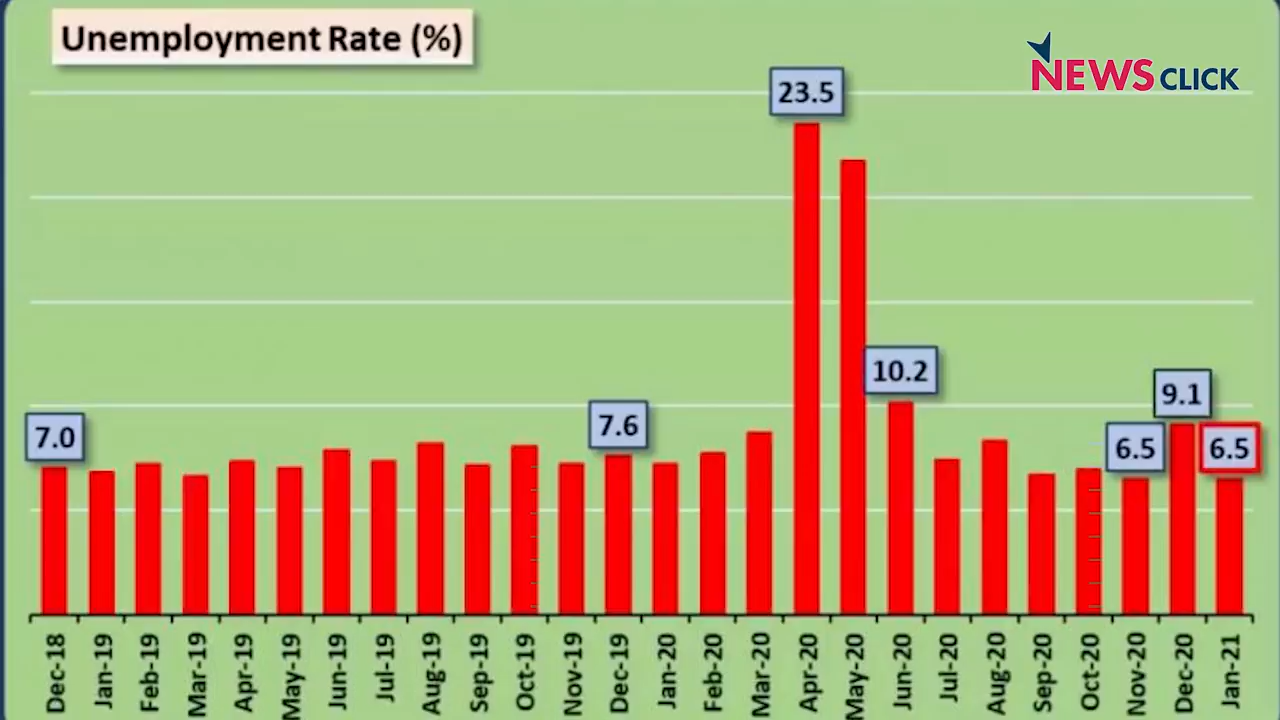 Unemployment Rate (%)
NEWSCLICK
23.5
10.2
9.1
7.6
7.0
6.5
6.5
Dec-18
Jan-19
Feb-19
Mar-19
Apr-19
May-19
Jun-19
Jul-19
Aug-19
Sep-19
Oct-19
Nov-19
Dec-19
Jan-20
Feb-20
Mar-20
Apr-20
May-20
Jun-20
Jul-20
Aug-20
Sep-20
Oct-20
Nov-20
Dec-20
Jan-21